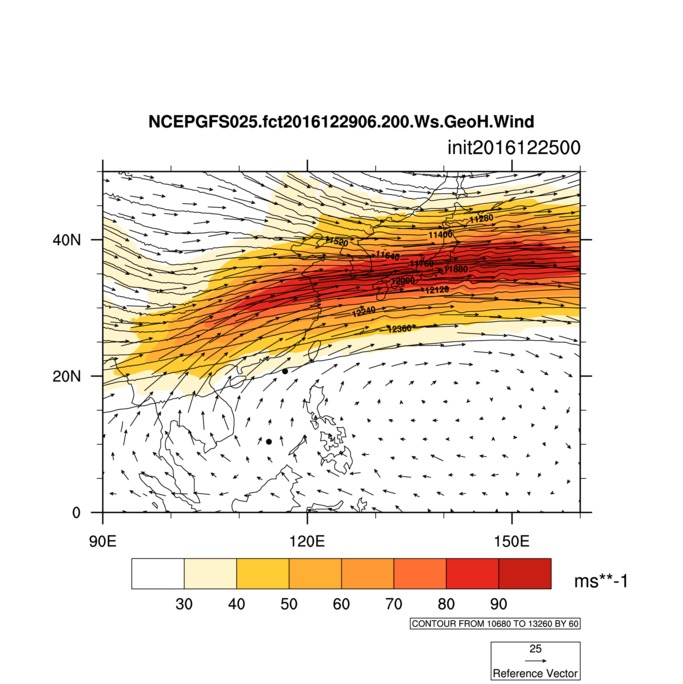 NCEPGFS025.fct2016122906.200.Ws.GeoH.Wind
init2016122500
40N
20N
0
90E 120E 150E
11280
11520
11400
11640
11760
11880
12000
12120
12240
12360
30 40 50 60 70 80 90
ms**-1
CONTOUR FROM 10680 TO 13260 BY 60
25
Reference Vector